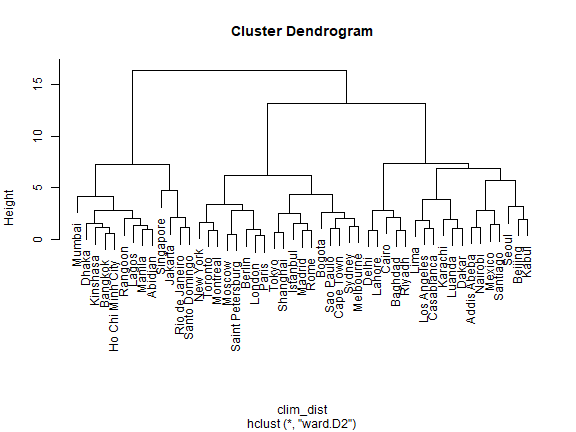 Cluster Dendrogram
Height
15
10
5
0
Mumbai
Dhaka
Kinshasa
Bangkok
Ho Chi Minh City
Rangoon
Lagos
Manila
Abidjan
Singapore
Jakarta
Rio de Janeiro
Santo Domingo
New York
Toronto
Montreal
Moscow
Saint Petersburg
Berlin
London
Paris
Tokyo
Shanghai
Istanbul
Madrid
Rome
Bogota
Sao Paulo
Cape Town
Sydney
Melbourne
Delhi
Lahore
Cairo
Baghdad
Riyadh
Lima
Los Angeles
Casablanca
Karachi
Luanda
Dakar
Addis Abeba
Nairobi
Mexico
Santiago
Seoul
Beijing
Kabul
clim_dist
hclust (*, "ward.D2")